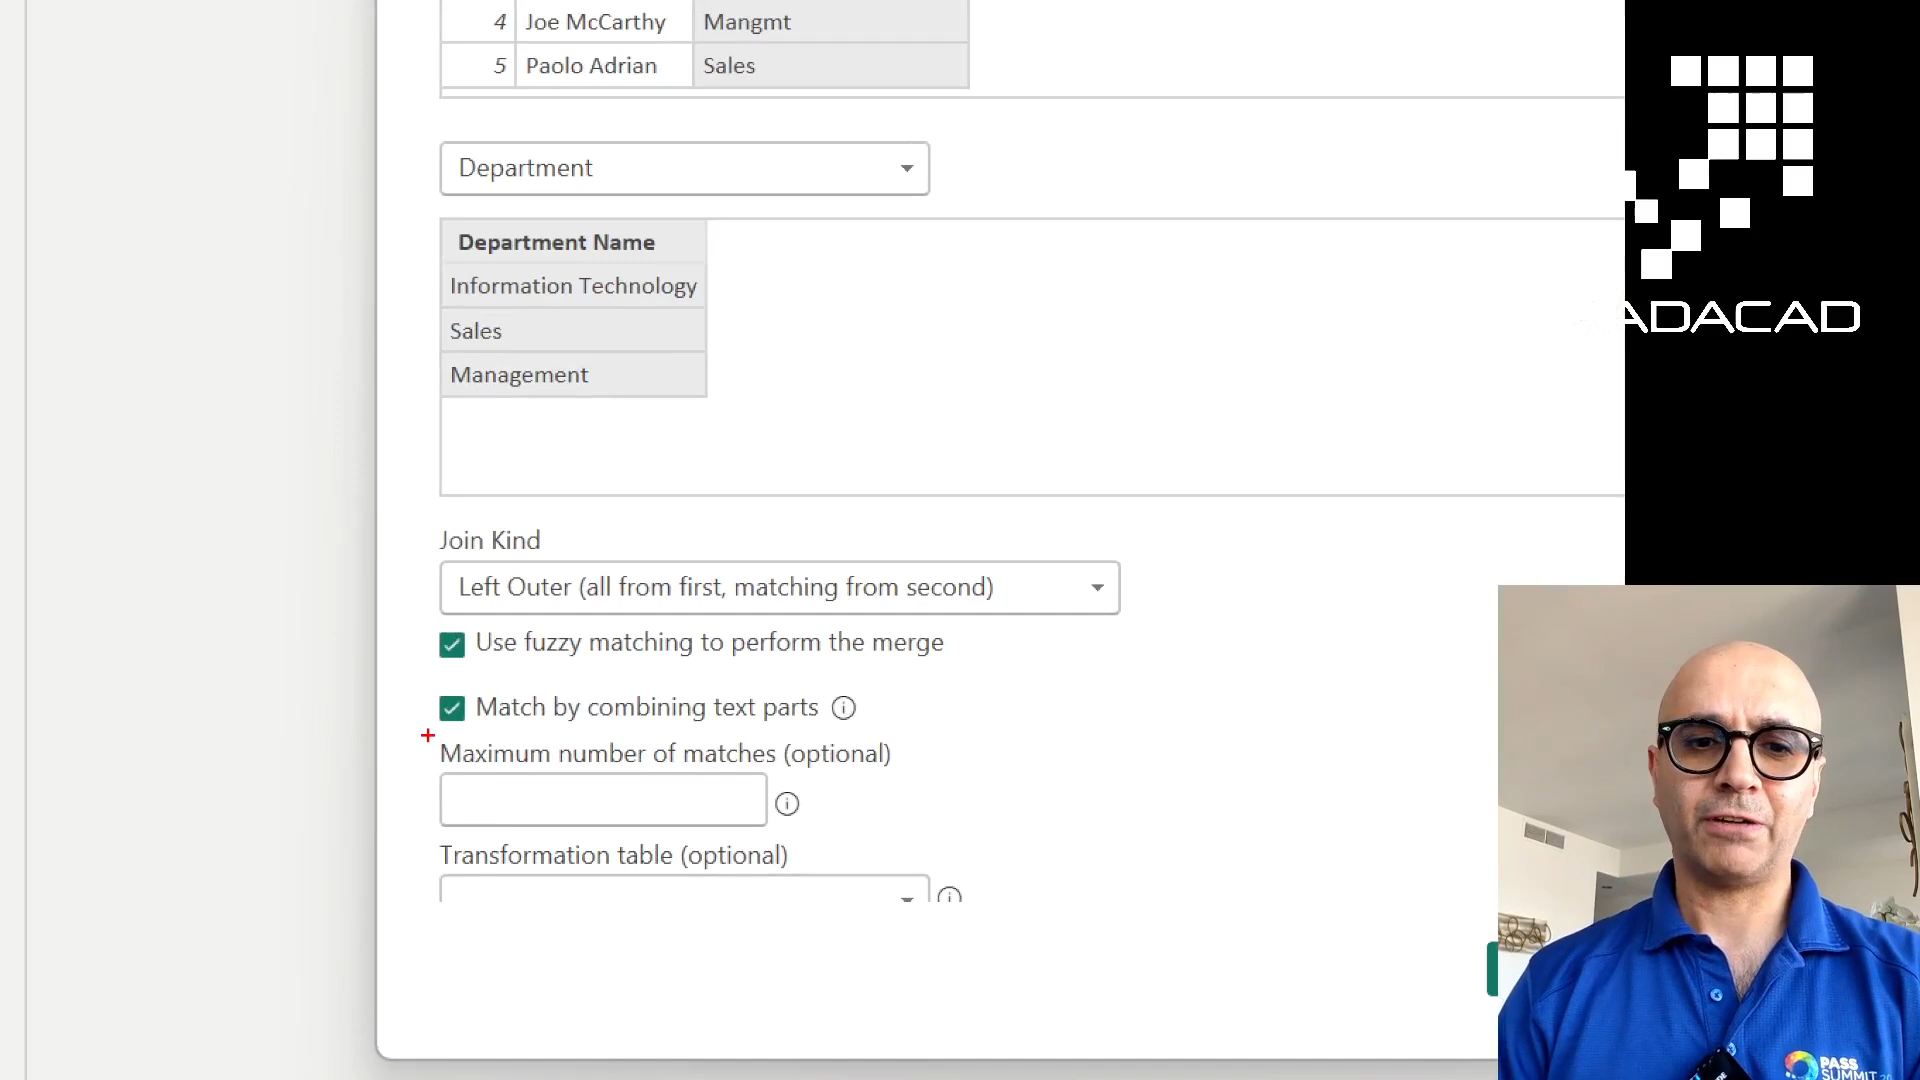 4 Joe McCarthy Mangmt
5 Paolo Adrian Sales
Department
Department Name
Information Technology
Sales
Management
Join Kind
Left Outer (all from first, matching from second)
Use fuzzy matching to perform the merge
Match by combining text parts
Maximum number of matches (optional)
Transformation table (optional)
ADACAD
PASS
SUMMIT